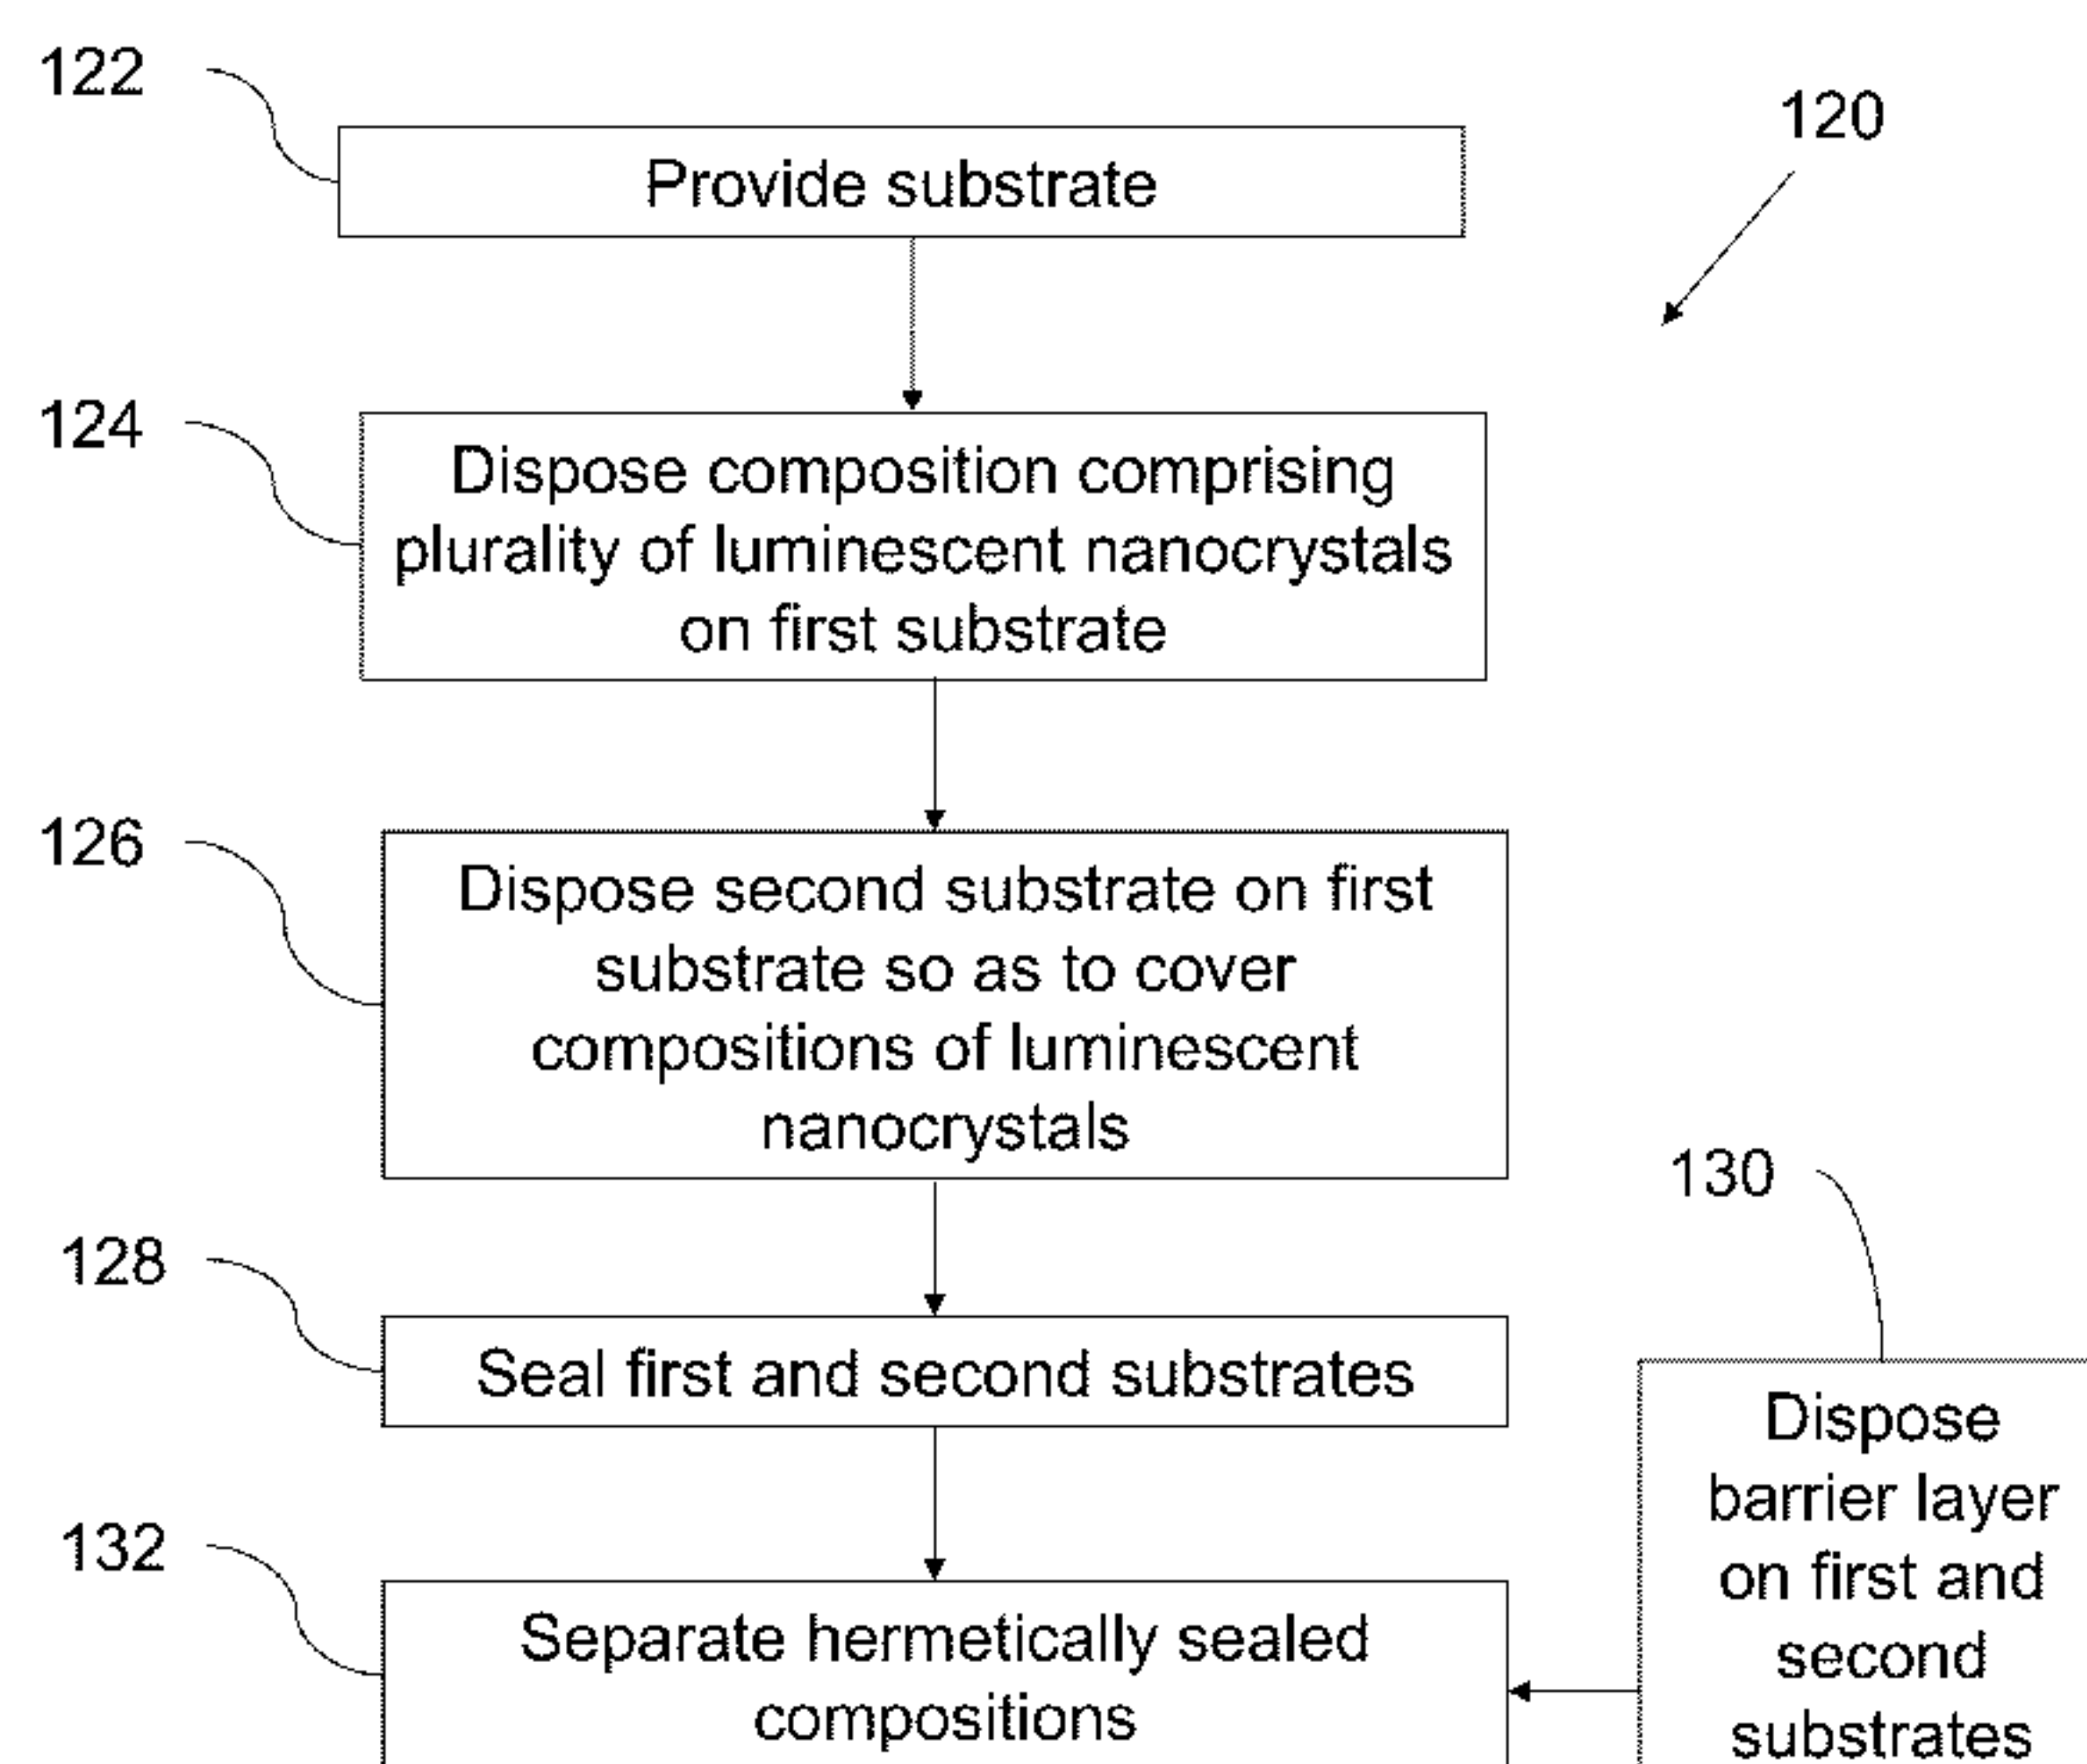 122
120
Provide substrate
124
Dispose composition comprising
plurality of luminescent nanocrystals
on first substrate
126
Dispose second substrate on first
substrate so as to cover
compositions of luminescent
nanocrystals
130
128
Seal first and second substrates
Dispose
barrier layer
on first and
second
substrates
132
Separate hermetically sealed
compositions